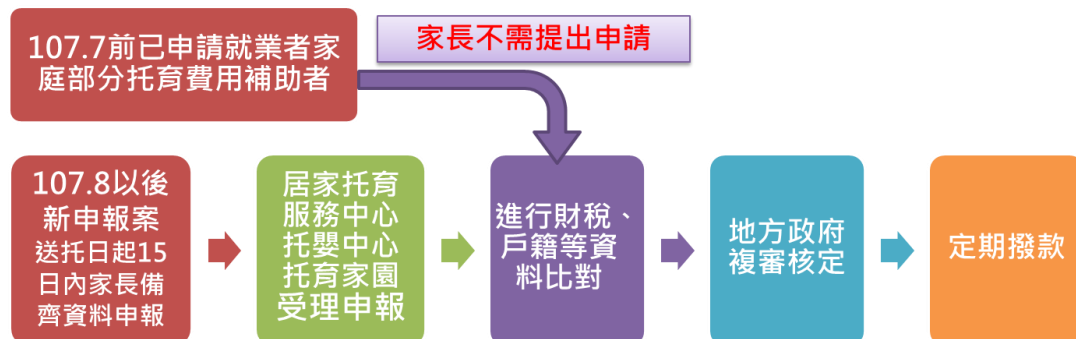 107.7前已申請就業者家
庭部分托育費用補助者
家長不需提出申請
107.8以後
新申報案
送托日起15
日內家長備
齊資料申報
居家托育
服務中心
托嬰中心
托育家園
受理申報
進行財稅、
戶籍等資
料比對
地方政府
複審核定
定期撥款